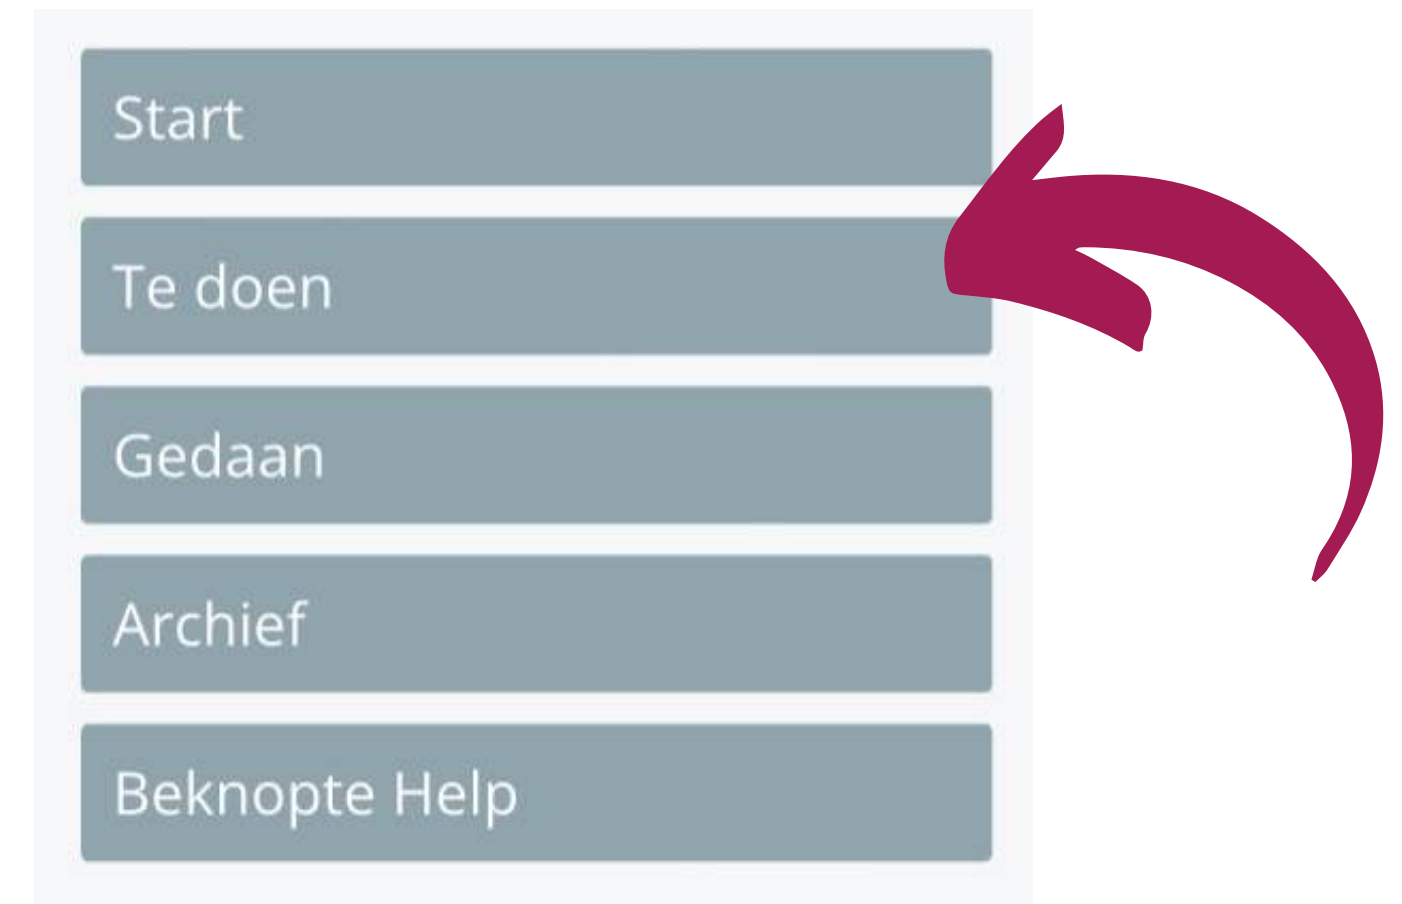 Start
Te doen
Gedaan
Archief
Beknopte Help